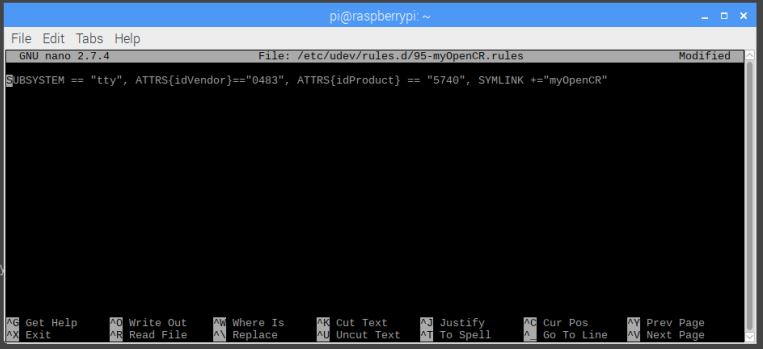 pi@raspberrypi: ~
File Edit Tabs Help
GNU nano 2.7.4 File: /etc/udev/rules.d/95-myOpenCR.rules Modified
SUBSYSTEM == "tty", ATTRS{idVendor}=="0483", ATTRS{idProduct} == "5740", SYMLINK +="myOpenCR"
^G Get Help ^O Write Out ^W Where Is ^K Cut Text ^J Justify ^C Cur Pos ^Y Prev Page
^X Exit ^R Read File ^\ Replace ^U Uncut Text ^T To Spell ^_ Go To Line ^V Next Page